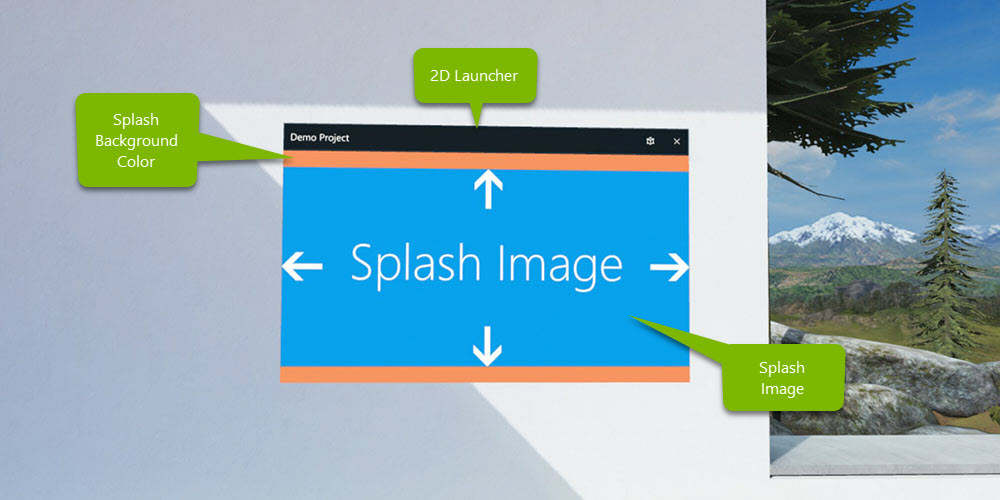 2D Launcher
Splash
Background
Color
Demo Project
Splash Image
Splash
Image